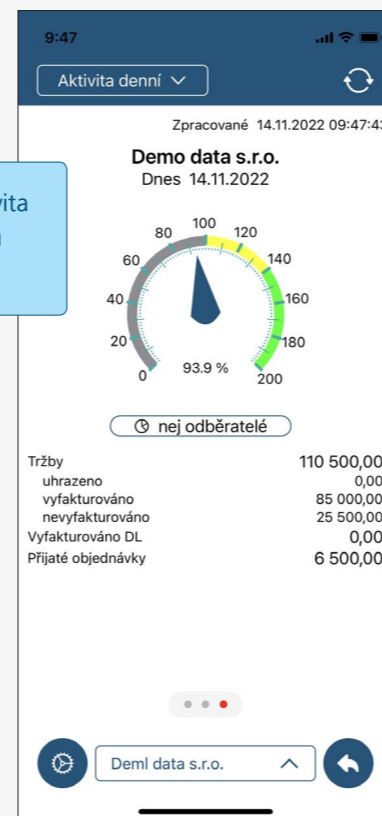 9:47
Aktivita denní
Zpracované 14.11.2022 09:47:43
Demo data s.r.o.
Dnes 14.11.2022
0
20
40
60
80
100
120
140
160
180
200
93.9 %
nej odběratelé
Tržby 110 500,00
uhrazeno 0,00
vyfakturováno 85 000,00
nevyfakturováno 25 500,00
Vyfakturováno DL 0,00
Přijaté objednávky 6 500,00
Deml data s.r.o.